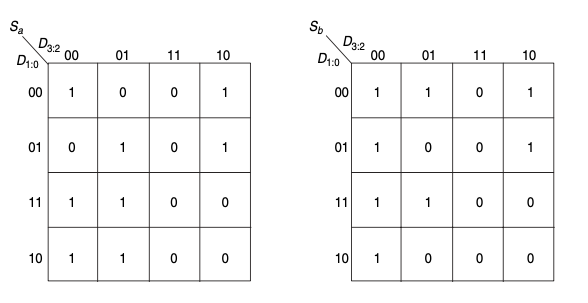 Sa Sb
D3:2 00 01 11 10 D3:2 00 01 11 10
D1:0 D1:0
00 1 0 0 1 00 1 1 0 1
01 0 1 0 1 01 1 0 0 1
11 1 1 0 0 11 1 1 0 0
10 1 1 0 0 10 1 0 0 0